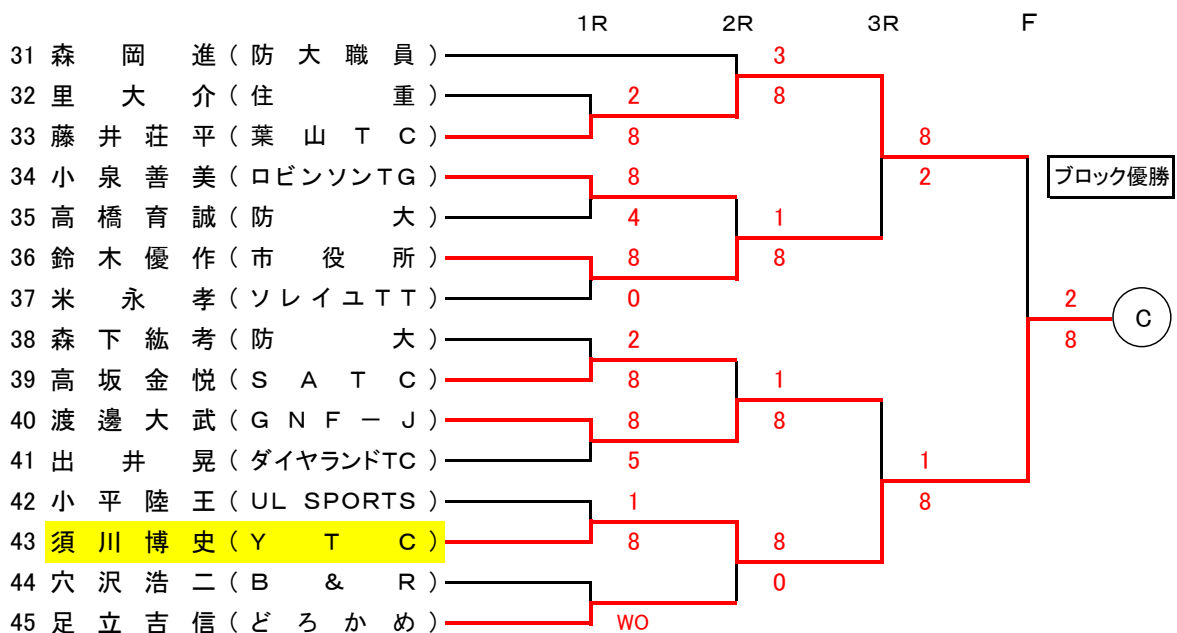 1R 2R 3R F
31 森岡進(防大職員) 3
32 里大介(住重) 2 8
33 藤井荘平(葉山TC) 8 8
34 小泉善美(ロビンソンTG) 8 2 ブロック優勝
35 高橋育誠(防大) 4 1
36 鈴木優作(市役所) 8 8
37 米永孝(ソレイユTT) 0 2 C
38 森下紘考(防大) 2 8
39 高坂金悦(SATC) 8 1
40 渡邊大武(GNF-J) 8 8
41 出井晃(ダイヤランドTC) 5 1
42 小平陸王(UL SPORTS) 1 8
43 須川博史(YTC) 8 8
44 穴沢浩二(B&R) 0
45 足立吉信(どろかめ) WO